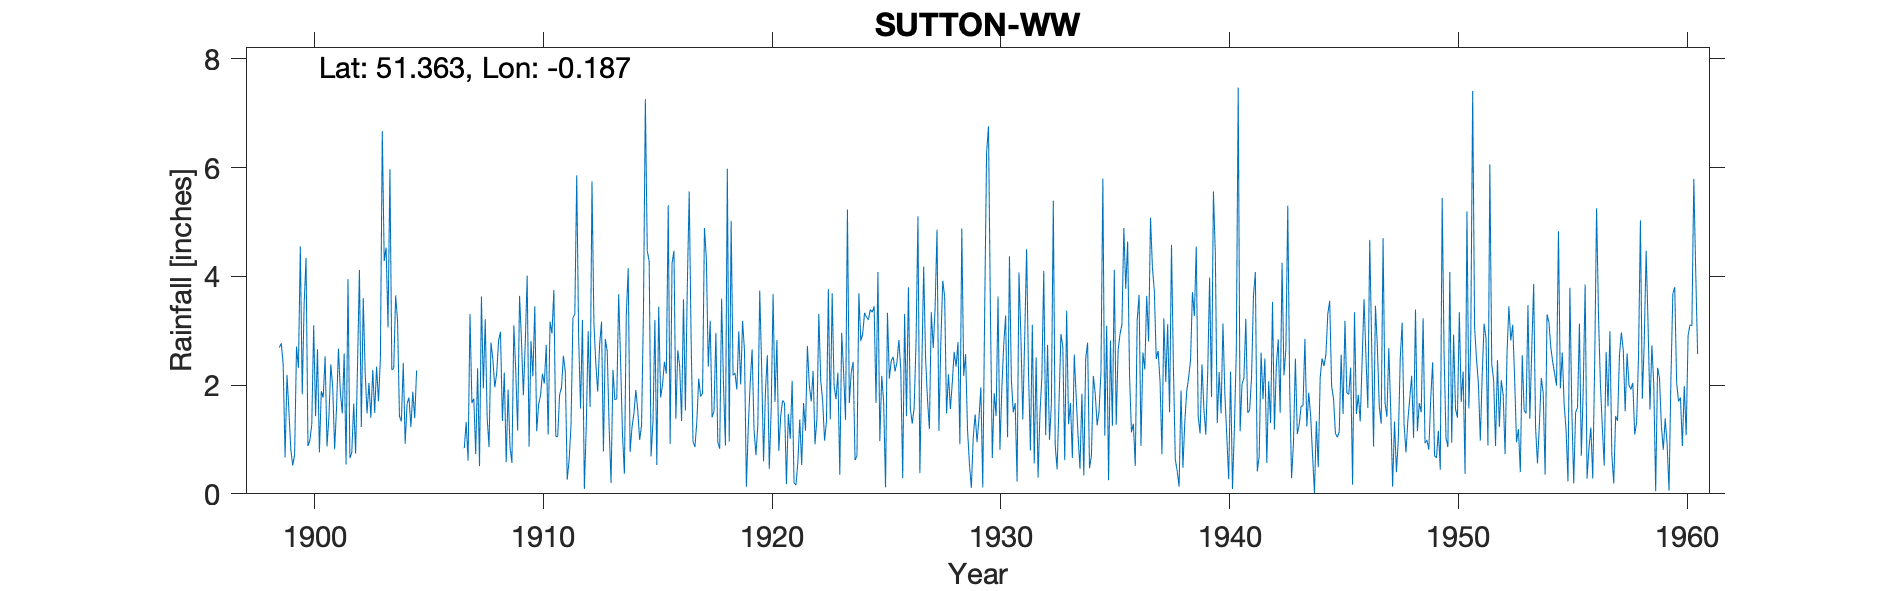 SUTTON-WW
Lat: 51.363, Lon: -0.187
Rainfall [inches]
8
6
4
2
0
1900 1910 1920 1930 1940 1950 1960
Year